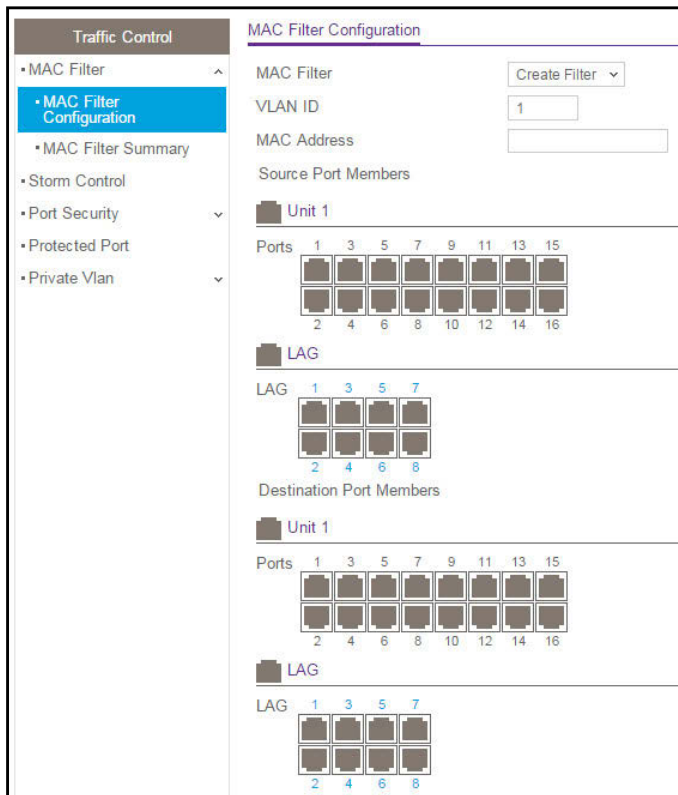 Traffic Control
MAC Filter
MAC Filter
Configuration
MAC Filter Summary
Storm Control
Port Security
Protected Port
Private Vlan
MAC Filter Configuration
MAC Filter Create Filter
VLAN ID 1
MAC Address
Source Port Members
Unit 1
Ports 1 3 5 7 9 11 13 15
2 4 6 8 10 12 14 16
LAG
LAG 1 3 5 7
2 4 6 8
Destination Port Members
Unit 1
Ports 1 3 5 7 9 11 13 15
2 4 6 8 10 12 14 16
LAG
LAG 1 3 5 7
2 4 6 8